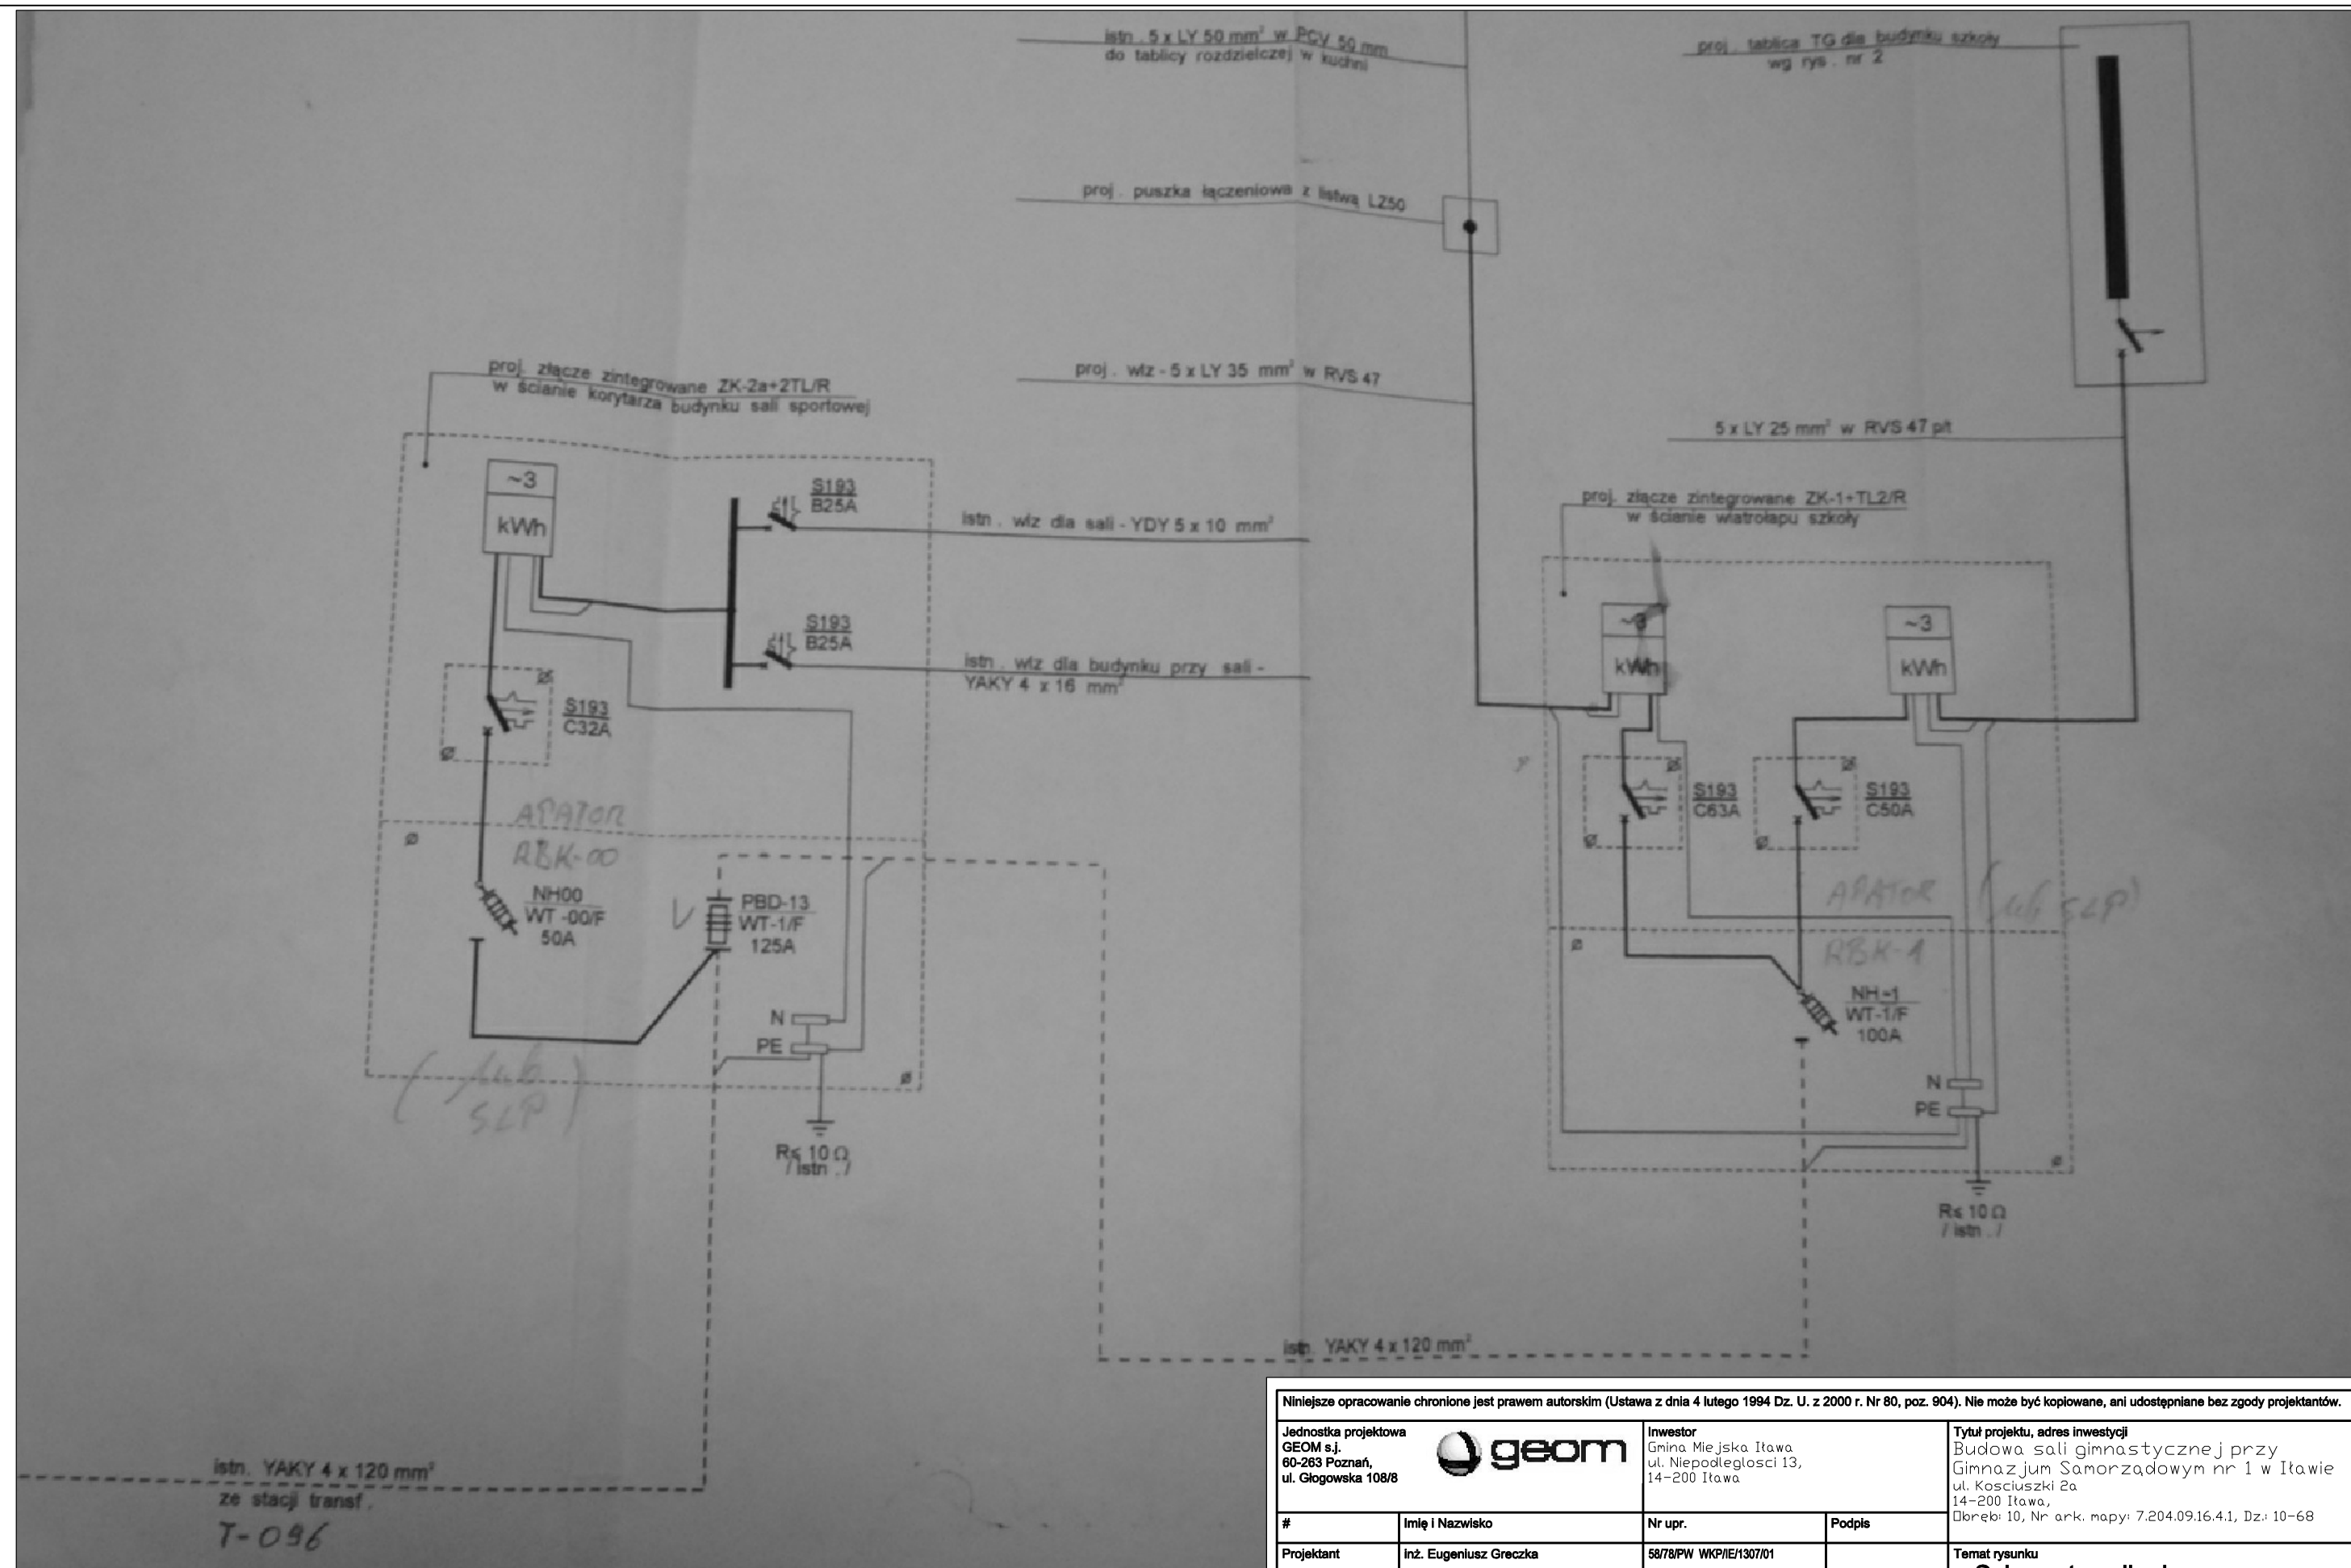 istn. 5 x LY 50 mm² w PCV 50 mm
do tablicy rozdzielczej w kuchni
proj. tablica TG dla budynku szkoły
wg rys. nr 2
proj. puszka łączeniowa z listwą LZ50
proj. złącze zintegrowane ZK-2a+2TL/R
w ścianie korytarza budynku sali sportowej
proj. wlz - 5 x LY 35 mm² w RVS 47
5 x LY 25 mm² w RVS 47 p/t
~3
kWh
S193
B25A
istn. wlz dla sali - YDY 5 x 10 mm²
proj. złącze zintegrowane ZK-1+TL2/R
w ścianie wiatrołapu szkoły
S193
B25A
istn. wlz dla budynku przy sali -
YAKY 4 x 16 mm²
~3
kWh
~3
kWh
S193
C32A
S193
C63A
S193
C50A
APATOR
RBK-00
NH00
WT-00/F
50A
PBD-13
WT-1/F
125A
APATOR (lub SLP)
RBK-1
NH-1
WT-1/F
100A
N
PE
(lub
SLP)
R≤ 10 Ω
/ istn. /
N
PE
R≤ 10 Ω
/ istn. /
istn. YAKY 4 x 120 mm²
istn. YAKY 4 x 120 mm²
ze stacji transf.
T-096
Niniejsze opracowanie chronione jest prawem autorskim (Ustawa z dnia 4 lutego 1994 Dz. U. z 2000 r. Nr 80, poz. 904). Nie może być kopiowane, ani udostępniane bez zgody projektantów.
Jednostka projektowa
GEOM s.j.
60-263 Poznań,
ul. Głogowska 108/8
geom
Inwestor
Gmina Miejska Iława
ul. Niepodleglosci 13,
14-200 Iława
Tytuł projektu, adres inwestycji
Budowa sali gimnastycznej przy
Gimnazjum Samorządowym nr 1 w Iławie
ul. Kosciuszki 2a
14-200 Iława,
Obręb: 10, Nr ark. mapy: 7.204.09.16.4.1, Dz.: 10-68
# Imię i Nazwisko Nr upr. Podpis
Projektant inż. Eugeniusz Greczka 58/78/PW WKP/IE/1307/01
Temat rysunku